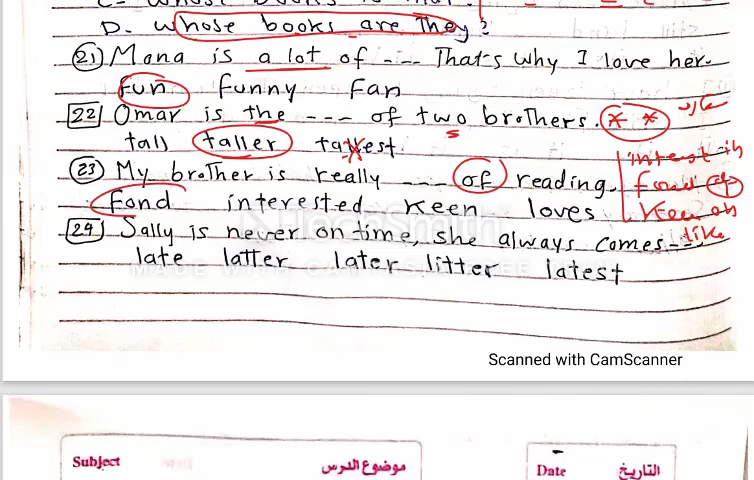 D. Whose books are They?
21) Mona is a lot of --- That's why I love her.
Fun Funny Fan
22 Omar is the --- of two brothers. * *
tall taller tallest
23) My brother is really ---- of reading.
Fond interested Keen loves
interest in
fond of
Keen on
like
24 Sally is never on time, she always comes---
late latter later litter latest
TechSmith
Scanned with CamScanner
Subject
موضوع الدرس
Date
التاريخ